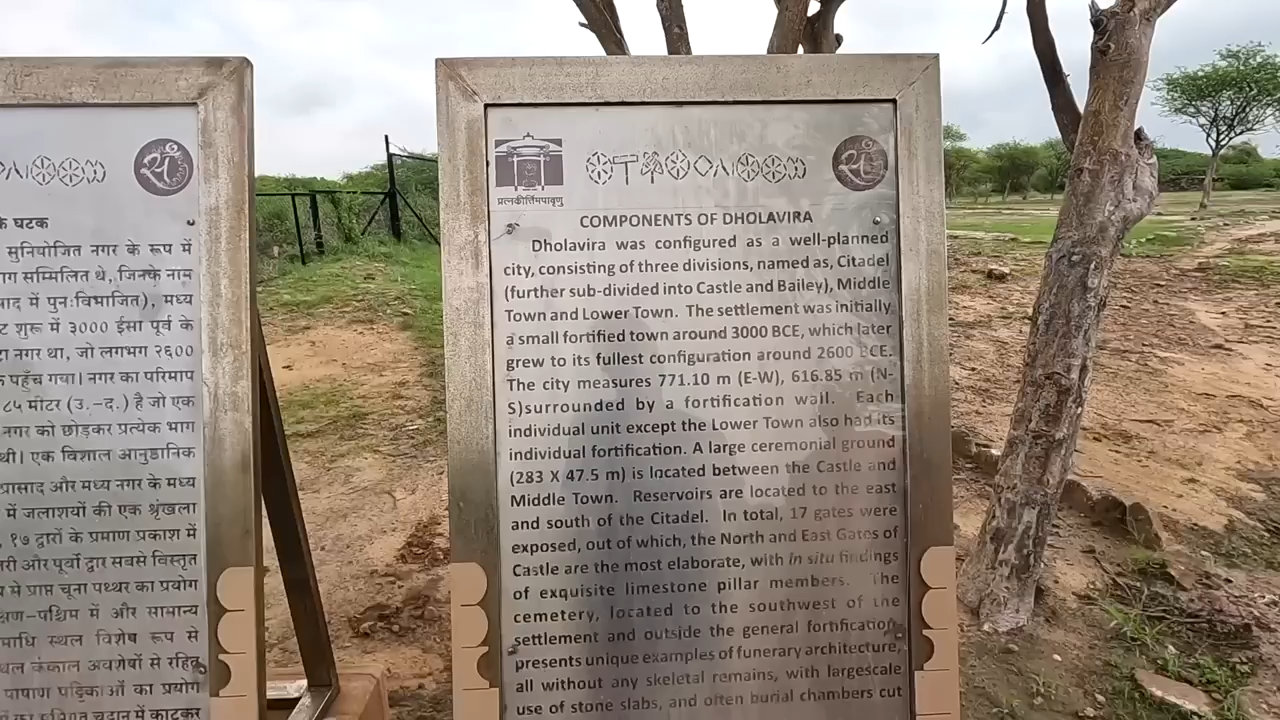 के घटक
सुनियोजित नगर के रूप में
सम्मिलित थे, जिनके नाम
में पुन:विभाजित), मध्य
शुरू में ३००० ईसा पूर्व के
नगर था, जो लगभग २६००
पहुँच गया। नगर का परिमाप
८५ मीटर (उ.-द.) है जो एक
नगर को छोड़कर प्रत्येक भाग
थी। एक विशाल आनुष्ठानिक
प्रासाद और मध्य नगर के मध्य
में जलाशयों की एक श्रृंखला
१७ द्वारों के प्रमाण प्रकाश में
और पूर्वी द्वार सबसे विस्तृत
से प्राप्त चूना पत्थर का प्रयोग
पश्चिम में और सामान्य
स्थल विशेष रूप से
कंकाल अवशेषों से रहित
पाषाण पट्टिकाओं का प्रयोग
चट्टान में काटकर
प्रत्नकीर्त्तिमपावृणु
COMPONENTS OF DHOLAVIRA
Dholavira was configured as a well-planned
city, consisting of three divisions, named as, Citadel
(further sub-divided into Castle and Bailey), Middle
Town and Lower Town. The settlement was initially
a small fortified town around 3000 BCE, which later
grew to its fullest configuration around 2600 BCE.
The city measures 771.10 m (E-W), 616.85 m (N-
S)surrounded by a fortification wall. Each
individual unit except the Lower Town also had its
individual fortification. A large ceremonial ground
(283 X 47.5 m) is located between the Castle and
Middle Town. Reservoirs are located to the east
and south of the Citadel. In total, 17 gates were
exposed, out of which, the North and East Gates of
Castle are the most elaborate, with in situ findings
of exquisite limestone pillar members. The
cemetery, located to the southwest of the
settlement and outside the general fortification,
presents unique examples of funerary architecture,
all without any skeletal remains, with largescale
use of stone slabs, and often burial chambers cut